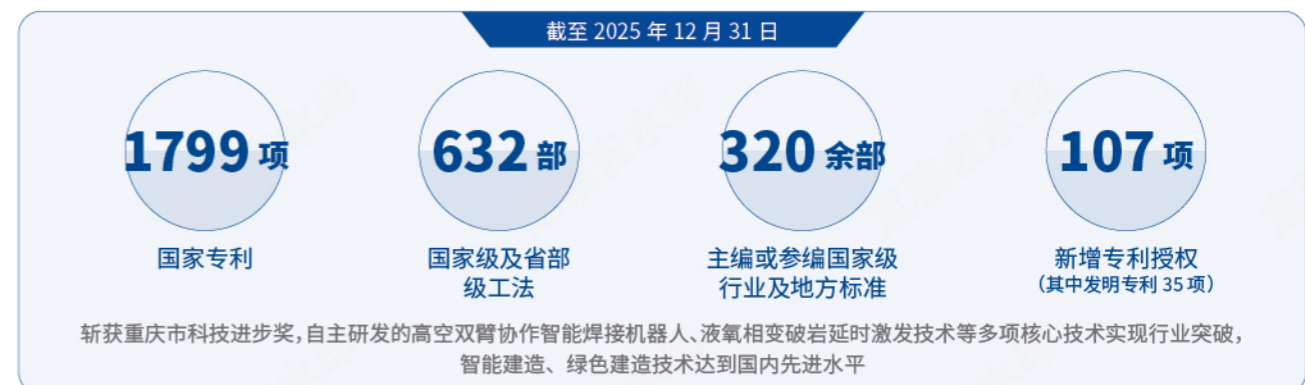 截至 2025 年 12 月 31 日
1799 项
632 部
320 余部
107 项
国家专利
国家级及省部
级工法
主编或参编国家级
行业及地方标准
新增专利授权
（其中发明专利 35 项）
斩获重庆市科技进步奖，自主研发的高空双臂协作智能焊接机器人、液氧相变破岩延时激发技术等多项核心技术实现行业突破，
智能建造、绿色建造技术达到国内先进水平